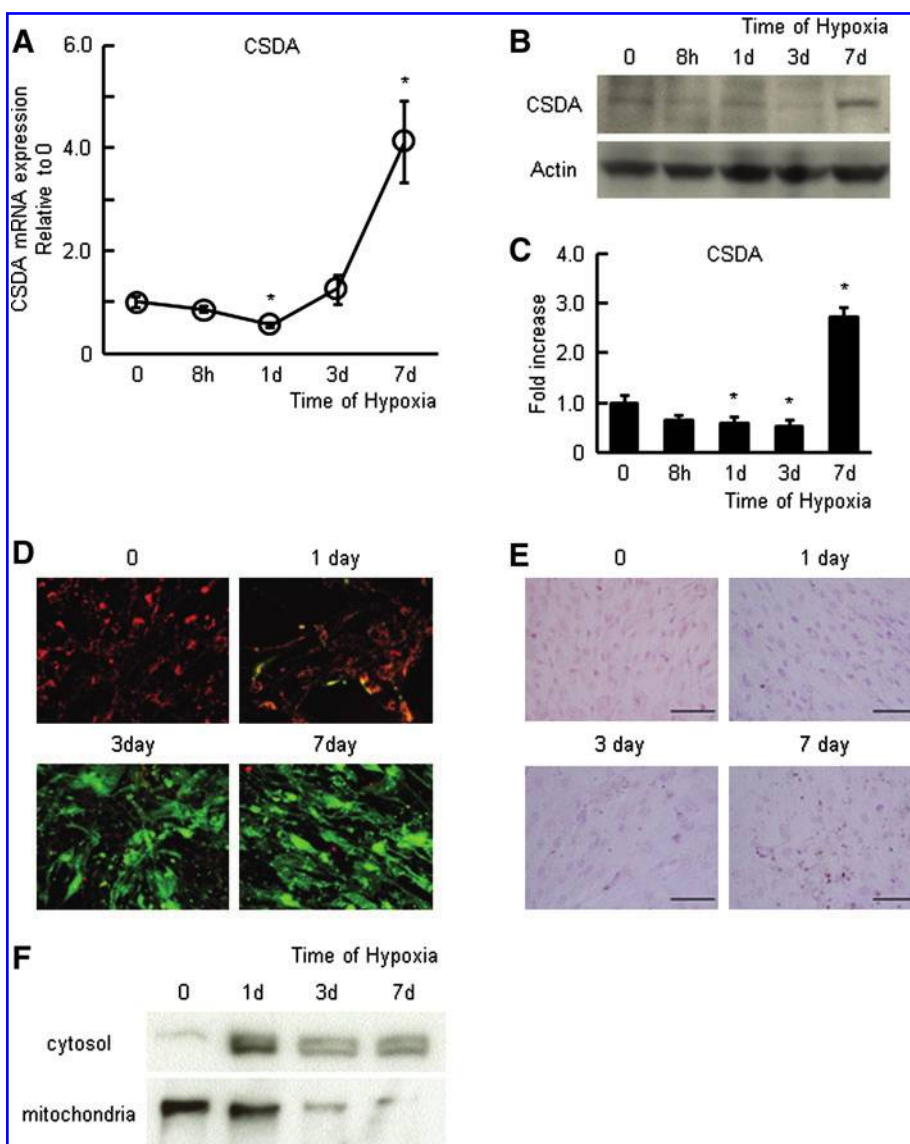 A
CSDA
6.0
4.0
2.0
1
0
CSDA mRNA expression
Relative to 0
*
*
0 8h 1d 3d 7d
Time of Hypoxia
B
Time of Hypoxia
0 8h 1d 3d 7d
CSDA
Actin
C
CSDA
4.0
3.0
1.0
0
Fold increase
*
*
*
0 8h 1d 3d 7d
Time of Hypoxia
D
0 1 day
3day 7day
E
0 1 day
3 day 7 day
F
Time of Hypoxia
0 1d 3d 7d
cytosol
mitochondria